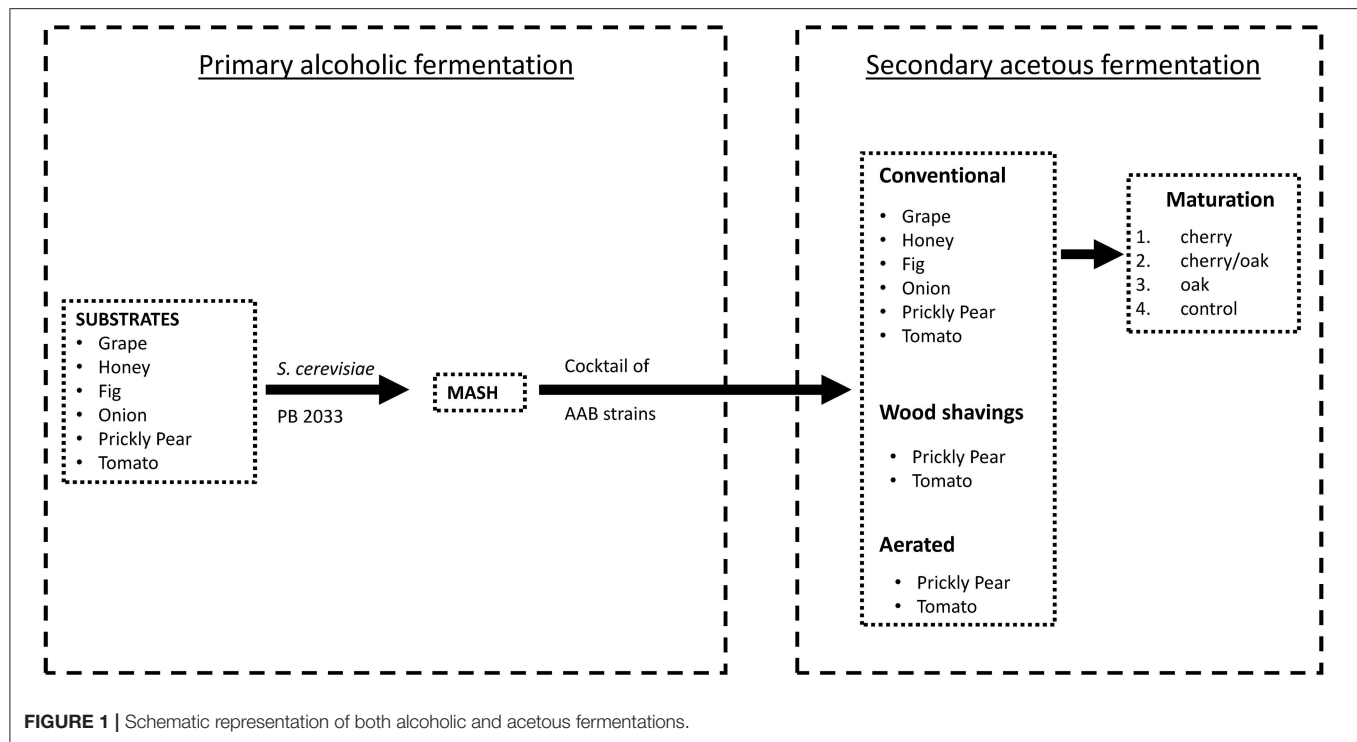 Primary alcoholic fermentation
SUBSTRATES
• Grape
• Honey
• Fig
• Onion
• Prickly Pear
• Tomato
S. cerevisiae
PB 2033
MASH
Cocktail of
AAB strains
Secondary acetous fermentation
Conventional
• Grape
• Honey
• Fig
• Onion
• Prickly Pear
• Tomato
Wood shavings
• Prickly Pear
• Tomato
Aerated
• Prickly Pear
• Tomato
Maturation
1. cherry
2. cherry/oak
3. oak
4. control
FIGURE 1 | Schematic representation of both alcoholic and acetous fermentations.